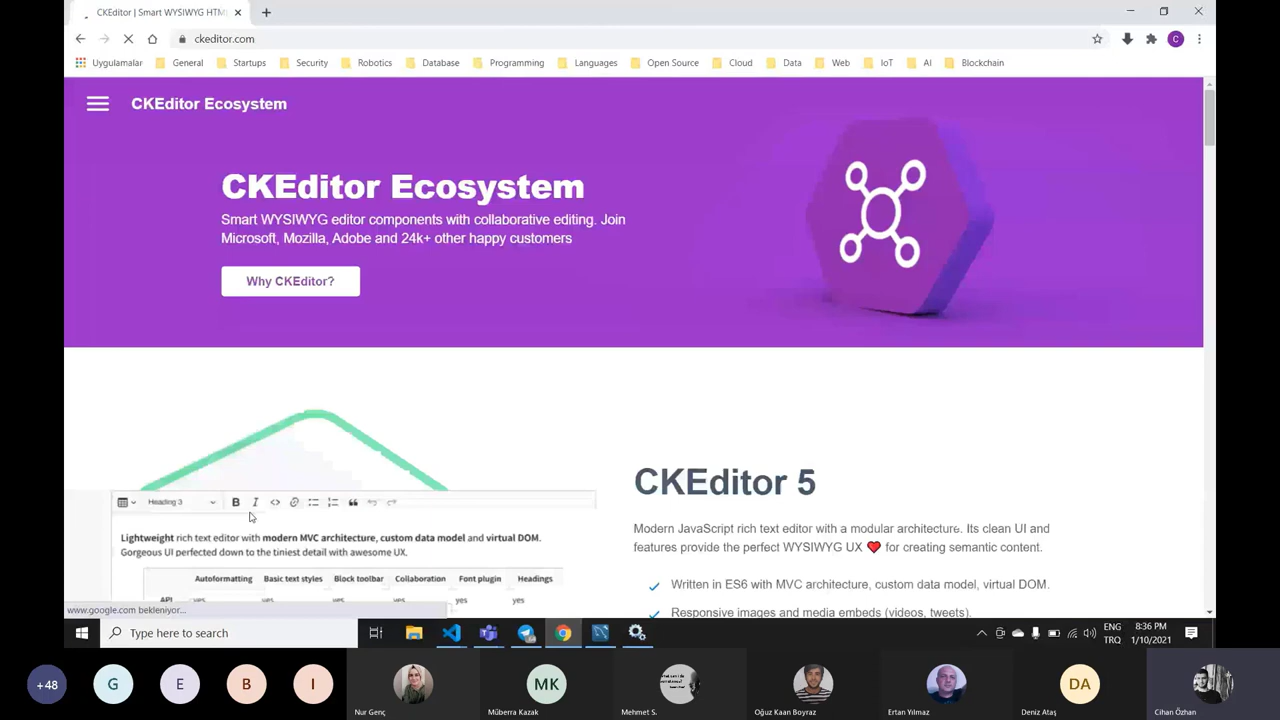 CKEditor | Smart WYSIWYG HTM
ckeditor.com
C
Uygulamalar General Startups Security Robotics Database Programming Languages Open Source Cloud Data Web IoT AI Blockchain
CKEditor Ecosystem
CKEditor Ecosystem
Smart WYSIWYG editor components with collaborative editing. Join
Microsoft, Mozilla, Adobe and 24k+ other happy customers
Why CKEditor?
CKEditor 5
Modern JavaScript rich text editor with a modular architecture. Its clean UI and
features provide the perfect WYSIWYG UX ❤ for creating semantic content.
Written in ES6 with MVC architecture, custom data model, virtual DOM.
Responsive images and media embeds (videos, tweets).
Heading 3 B I
Lightweight rich text editor with modern MVC architecture, custom data model and virtual DOM.
Gorgeous UI perfected down to the tiniest detail with awesome UX.
Autoformatting Basic text styles Block toolbar Collaboration Font plugin Headings
API yes yes yes yes yes yes
www.google.com bekleniyor...
Type here to search
ENG
TRQ
8:36 PM
1/10/2021
+48 G E B I MK DA
Nur Genç Müberra Kazak Mehmet S. Oğuz Kaan Boyraz Ertan Yılmaz Deniz Ataş Cihan Özhan